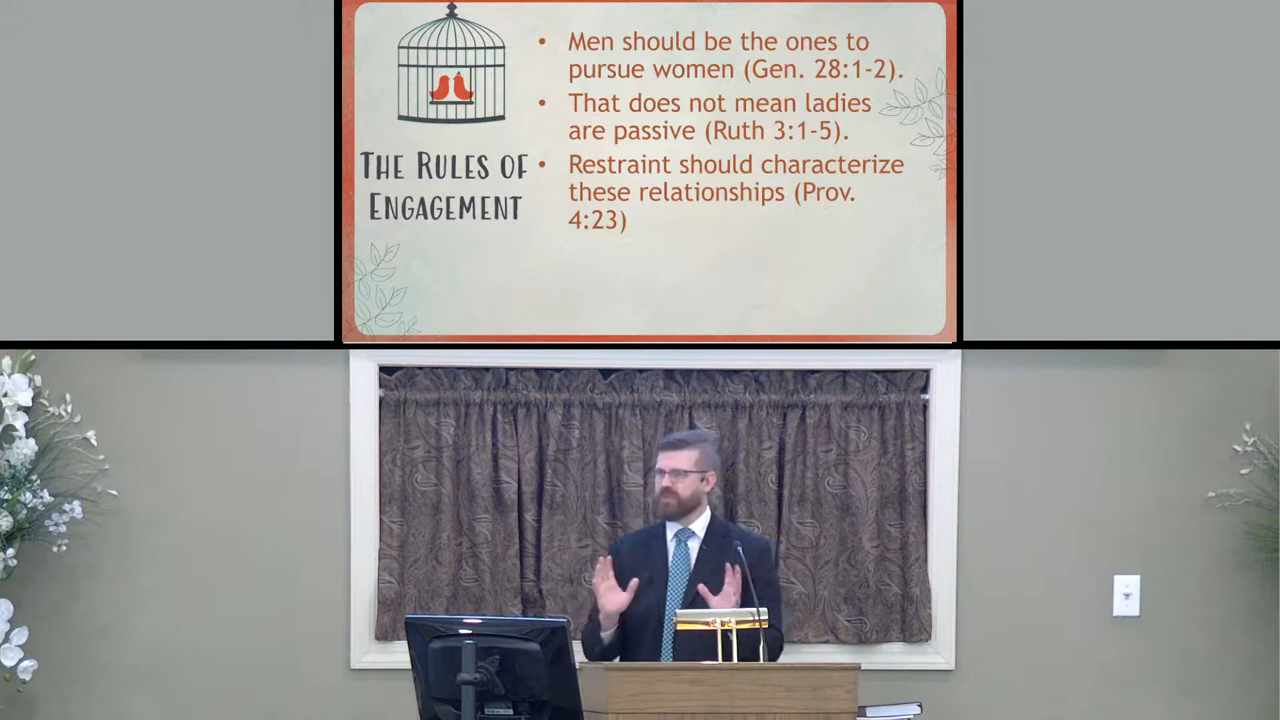 THE RULES OF
ENGAGEMENT
• Men should be the ones to
pursue women (Gen. 28:1-2).
• That does not mean ladies
are passive (Ruth 3:1-5).
• Restraint should characterize
these relationships (Prov.
4:23)